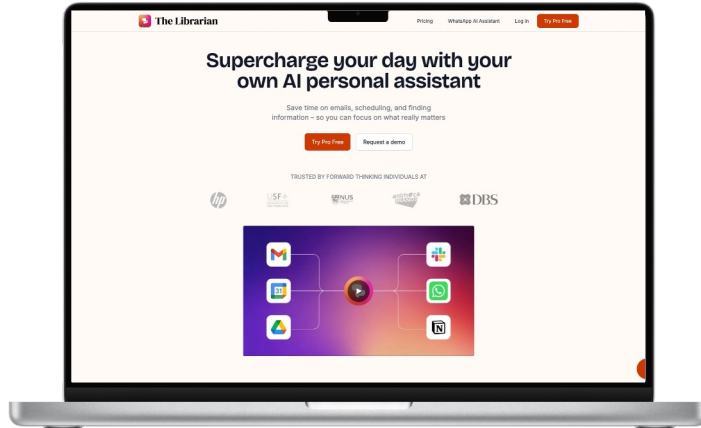 The Librarian
Pricing
WhatsApp AI Assistant
Log in
Try Pro Free
Supercharge your day with your
own AI personal assistant
Save time on emails, scheduling, and finding
information – so you can focus on what really matters
Try Pro Free
Request a demo
TRUSTED BY FORWARD THINKING INDIVIDUALS AT
hp
USF
NUS
DBS
31